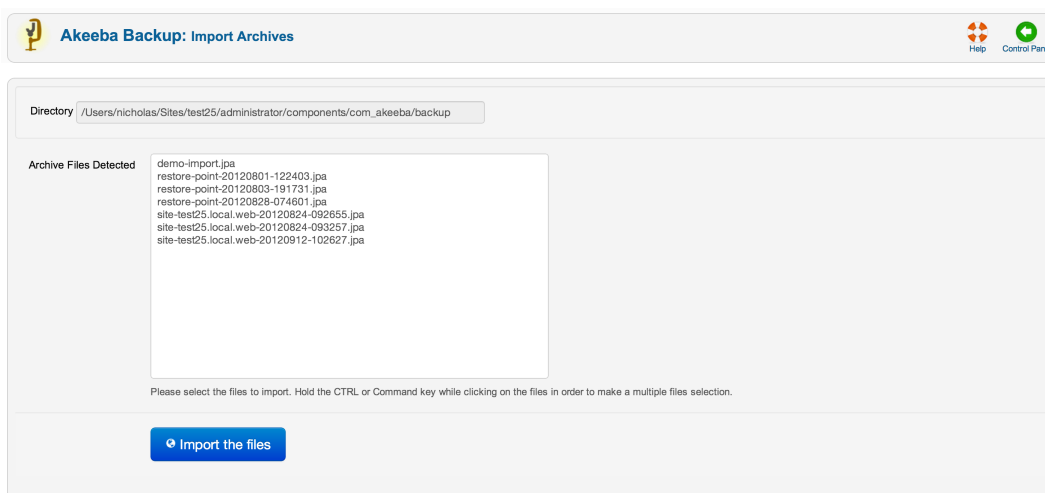 Akeeba Backup: Import Archives
Help
Control Pan
Directory /Users/nicholas/Sites/test25/administrator/components/com_akeeba/backup
Archive Files Detected
demo-import.jpa
restore-point-20120801-122403.jpa
restore-point-20120803-191731.jpa
restore-point-20120828-074601.jpa
site-test25.local.web-20120824-092655.jpa
site-test25.local.web-20120824-093257.jpa
site-test25.local.web-20120912-102627.jpa
Please select the files to import. Hold the CTRL or Command key while clicking on the files in order to make a multiple files selection.
Import the files